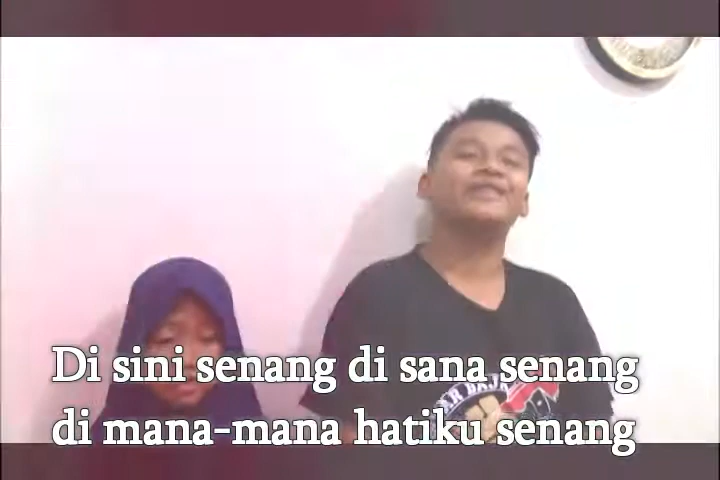 Di sini senang di sana senang
di mana-mana hatiku senang